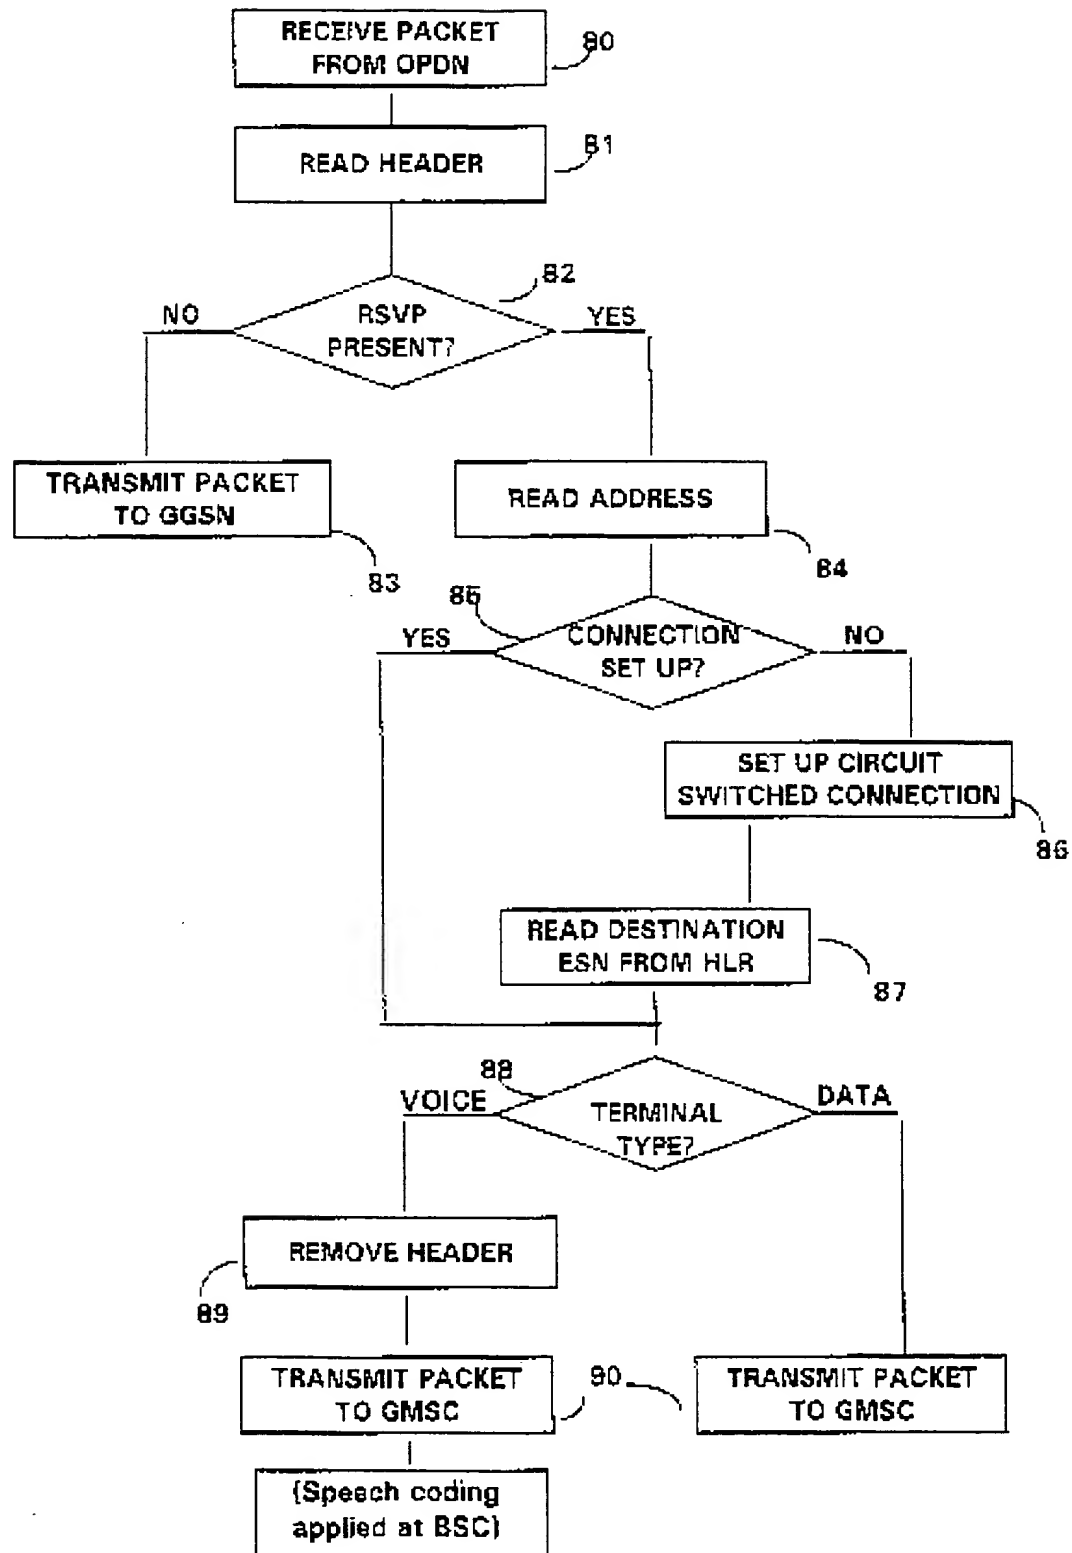 RECEIVE PACKET
FROM OPDN
80
READ HEADER
81
82
NO
RSVP
PRESENT?
YES
TRANSMIT PACKET
TO GGSN
83
READ ADDRESS
84
85
YES
CONNECTION
SET UP?
NO
SET UP CIRCUIT
SWITCHED CONNECTION
86
READ DESTINATION
ESN FROM HLR
87
88
VOICE
TERMINAL
TYPE?
DATA
REMOVE HEADER
89
TRANSMIT PACKET
TO GMSC
90
TRANSMIT PACKET
TO GMSC
(Speech coding
applied at BSC)